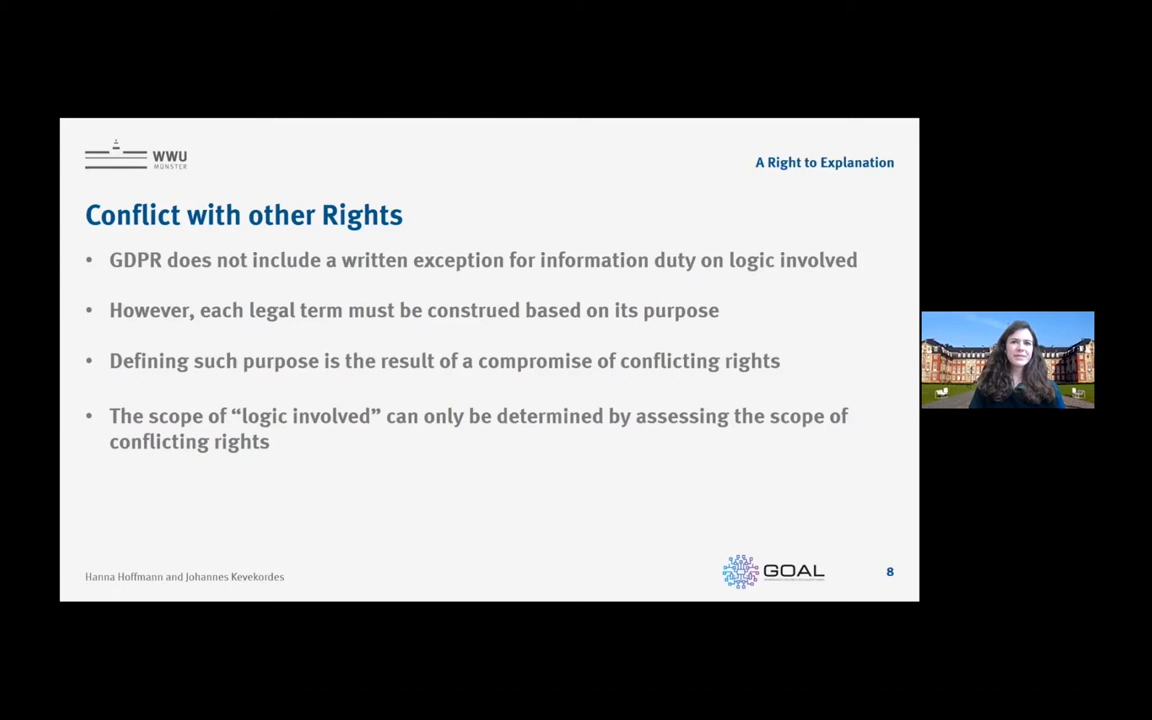 WWU
MÜNSTER
A Right to Explanation
Conflict with other Rights
• GDPR does not include a written exception for information duty on logic involved
• However, each legal term must be construed based on its purpose
• Defining such purpose is the result of a compromise of conflicting rights
• The scope of “logic involved” can only be determined by assessing the scope of
conflicting rights
Hanna Hoffmann and Johannes Kevekordes
GOAL
8